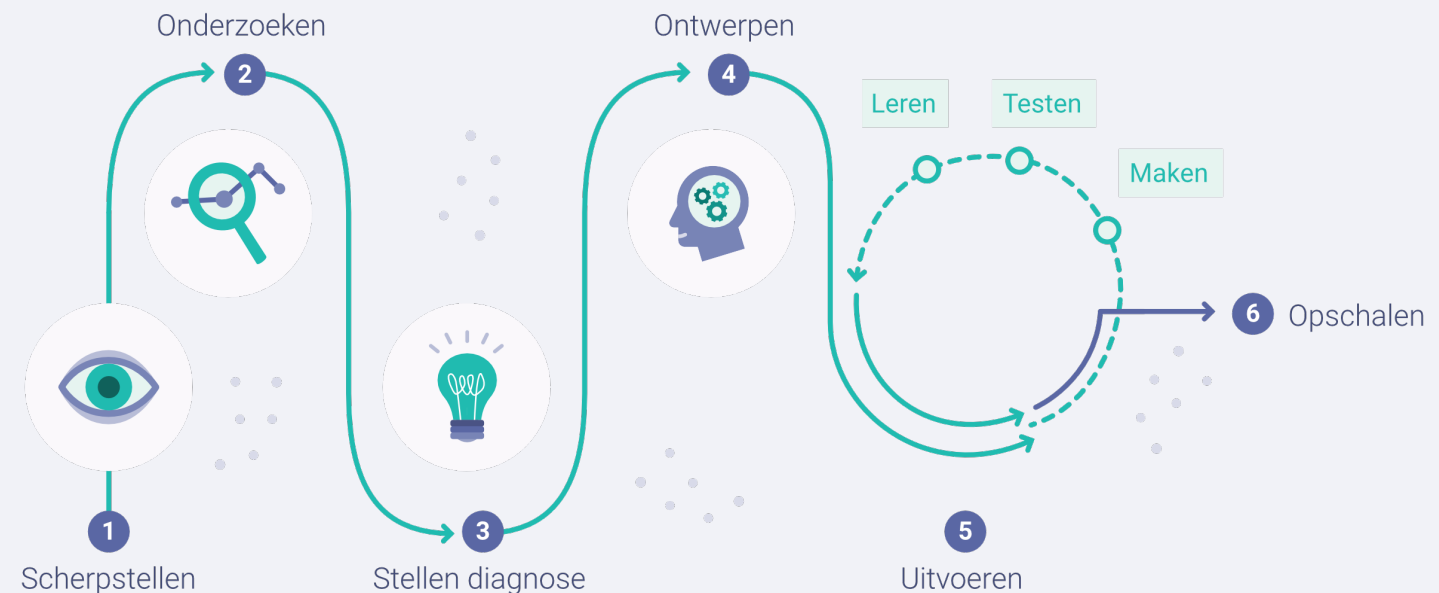 Onderzoeken
2
Ontwerpen
4
Leren
Testen
Maken
6
Opschalen
1
Scherpstellen
3
Stellen diagnose
5
Uitvoeren